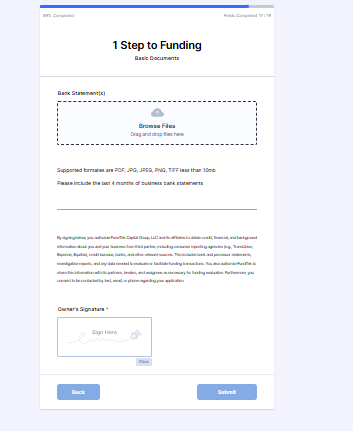 89% Completed
Fields Completed 17 / 19
1 Step to Funding
Basic Documents
Bank Statement(s)
Browse Files
Drag and drop files here
Supported formates are PDF, JPG, JPEG, PNG, TIFF less than 10mb
Please include the last 4 months of business bank statements
By signing below, you authorize PureTek Capital Group, LLC and its affiliates to obtain credit, financial, and background
information about you and your business from third parties, including consumer reporting agencies (e.g., TransUnion,
Experian, Equifax), credit bureaus, banks, and other relevant sources. This includes bank and processor statements,
investigative reports, and any data needed to evaluate or facilitate funding transactions. You also authorize PureTek to
share this information with its partners, lenders, and assignees as necessary for funding evaluation. Furthermore, you
consent to be contacted by text, email, or phone regarding your application.
Owner's Signature *
Sign Here
Clear
Back
Submit